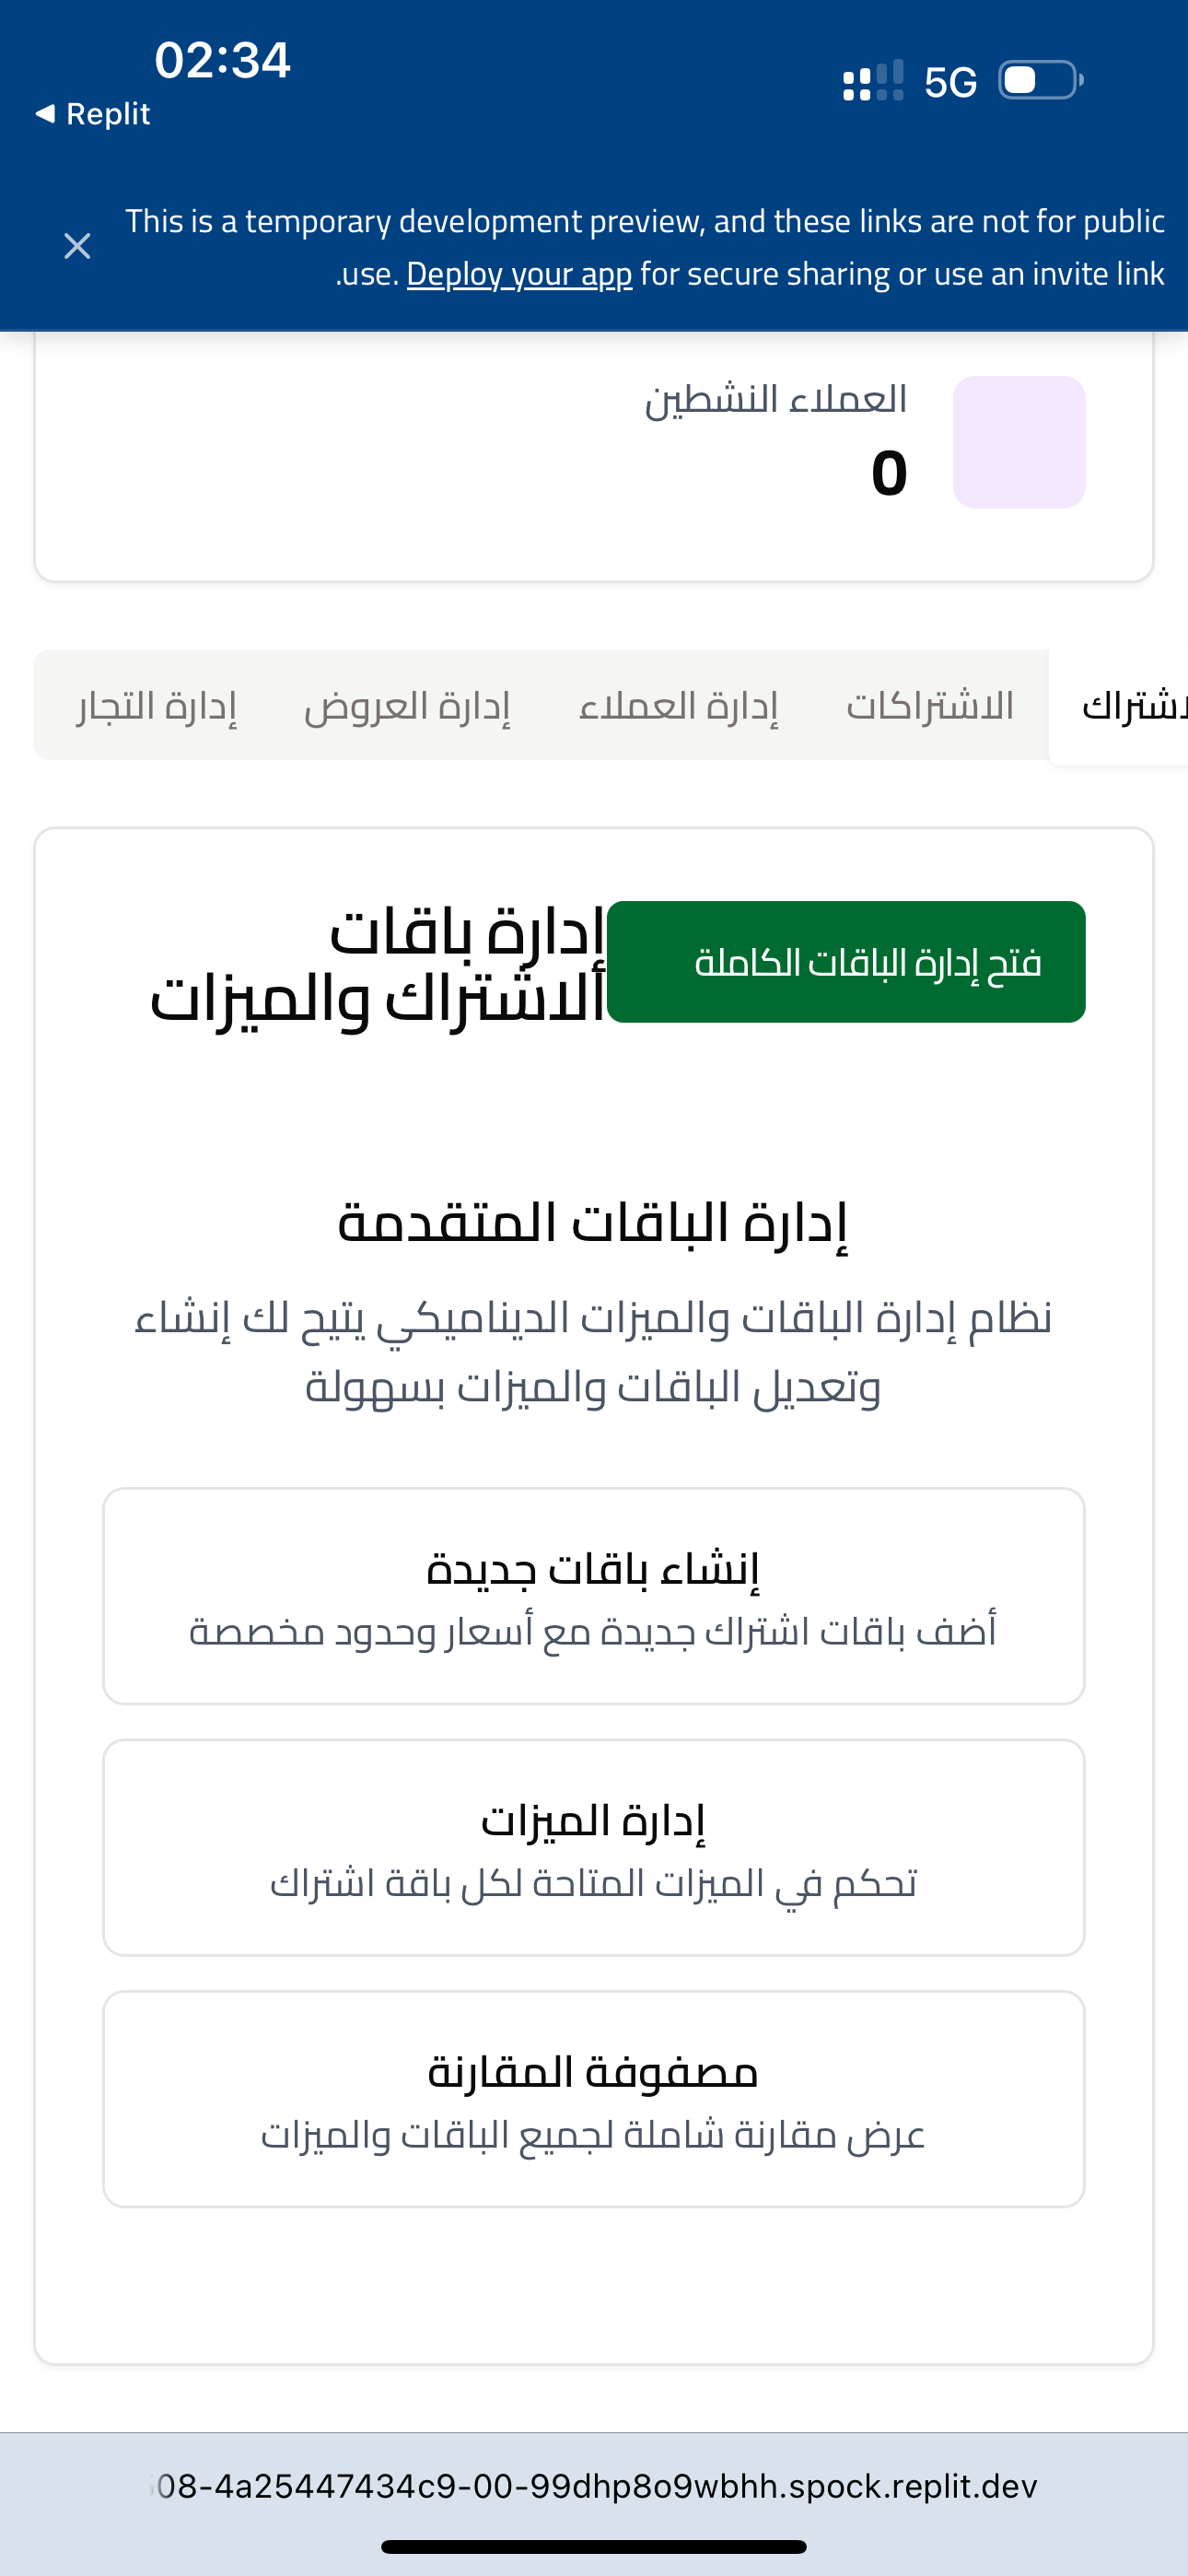 02:34
5G
◀ Replit
This is a temporary development preview, and these links are not for public
use. Deploy your app for secure sharing or use an invite link.
العملاء النشطين
0
الاشتراكات
إدارة العملاء
إدارة العروض
إدارة التجار
فتح إدارة الباقات الكاملة
إدارة باقات
الاشتراك والميزات
إدارة الباقات المتقدمة
نظام إدارة الباقات والميزات الديناميكي يتيح لك إنشاء
وتعديل الباقات والميزات بسهولة
إنشاء باقات جديدة
أضف باقات اشتراك جديدة مع أسعار وحدود مخصصة
إدارة الميزات
تحكم في الميزات المتاحة لكل باقة اشتراك
مصفوفة المقارنة
عرض مقارنة شاملة لجميع الباقات والميزات
08-4a25447434c9-00-99dhp8o9wbhh.spock.replit.dev